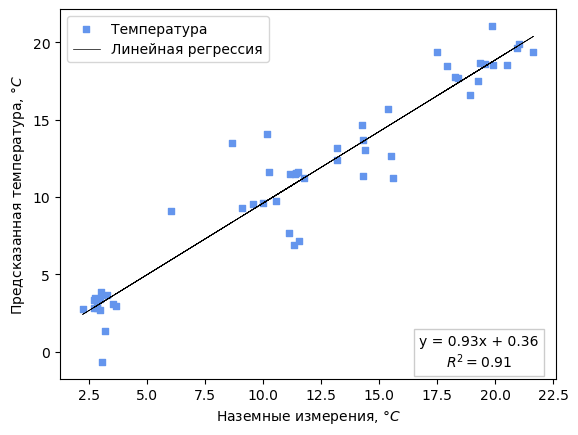 Температура
Линейная регрессия
Предсказанная температура, °C
20
15
10
5
0
y = 0.93x + 0.36
R² = 0.91
2.5 5.0 7.5 10.0 12.5 15.0 17.5 20.0 22.5
Наземные измерения, °C